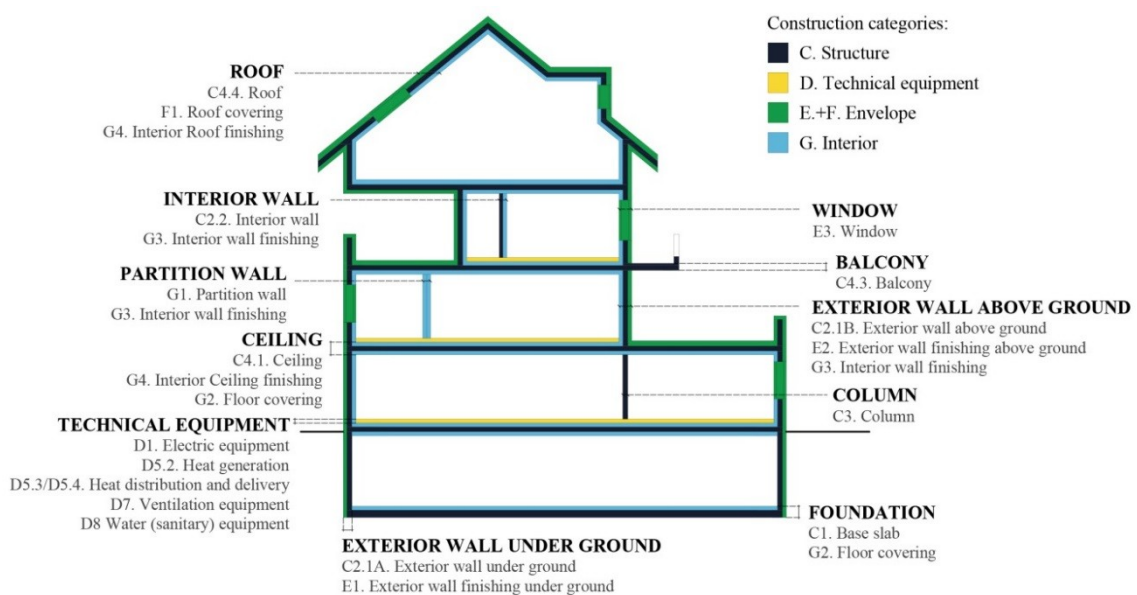 Construction categories:
C. Structure
D. Technical equipment
E.+F. Envelope
G. Interior
ROOF
C4.4. Roof
F1. Roof covering
G4. Interior Roof finishing
INTERIOR WALL
C2.2. Interior wall
G3. Interior wall finishing
PARTITION WALL
G1. Partition wall
G3. Interior wall finishing
CEILING
C4.1. Ceiling
G4. Interior Ceiling finishing
G2. Floor covering
TECHNICAL EQUIPMENT
D1. Electric equipment
D5.2. Heat generation
D5.3/D5.4. Heat distribution and delivery
D7. Ventilation equipment
D8 Water (sanitary) equipment
EXTERIOR WALL UNDER GROUND
C2.1A. Exterior wall under ground
E1. Exterior wall finishing under ground
WINDOW
E3. Window
BALCONY
C4.3. Balcony
EXTERIOR WALL ABOVE GROUND
C2.1B. Exterior wall above ground
E2. Exterior wall finishing above ground
G3. Interior wall finishing
COLUMN
C3. Column
FOUNDATION
C1. Base slab
G2. Floor covering